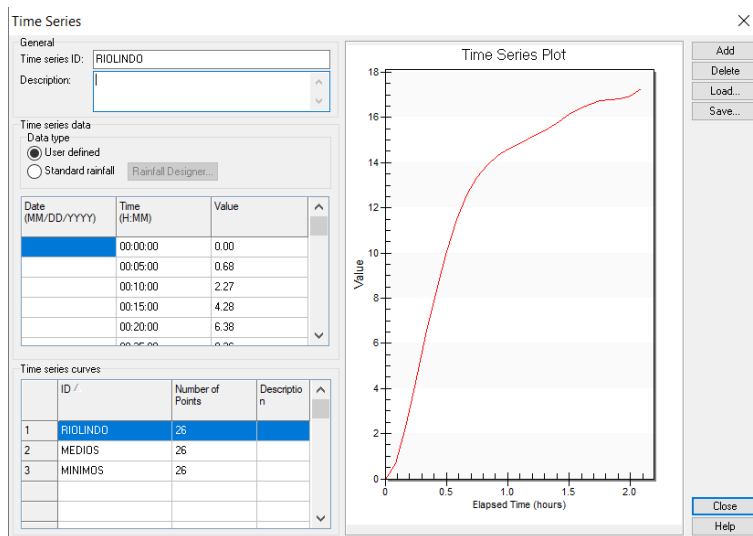 Time Series
General
Time series ID: RIOLINDO
Description:
Time series data
Data type
User defined
Standard rainfall Rainfall Designer...
Date (MM/DD/YYYY) Time (H:MM) Value
00:00:00 0.00
00:05:00 0.68
00:10:00 2.27
00:15:00 4.28
00:20:00 6.38
Time series curves
ID Number of Points Descriptio n
1 RIOLINDO 26
2 MEDIOS 26
3 MINIMOS 26
Time Series Plot
18
16
14
12
10
8
6
4
2
0
Value
0 0.5 1.0 1.5 2.0
Elapsed Time (hours)
Add
Delete
Load...
Save...
Close
Help